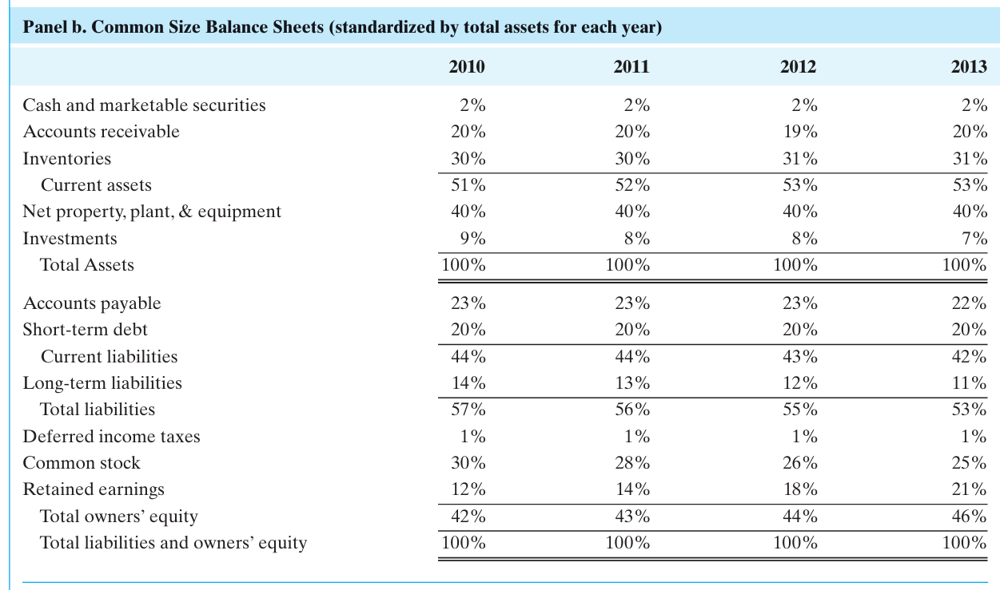 Panel b. Common Size Balance Sheets (standardized by total assets for each year)
2010 2011 2012 2013
Cash and marketable securities 2% 2% 2% 2%
Accounts receivable 20% 20% 19% 20%
Inventories 30% 30% 31% 31%
Current assets 51% 52% 53% 53%
Net property, plant, & equipment 40% 40% 40% 40%
Investments 9% 8% 8% 7%
Total Assets 100% 100% 100% 100%
Accounts payable 23% 23% 23% 22%
Short-term debt 20% 20% 20% 20%
Current liabilities 44% 44% 43% 42%
Long-term liabilities 14% 13% 12% 11%
Total liabilities 57% 56% 55% 53%
Deferred income taxes 1% 1% 1% 1%
Common stock 30% 28% 26% 25%
Retained earnings 12% 14% 18% 21%
Total owners’ equity 42% 43% 44% 46%
Total liabilities and owners’ equity 100% 100% 100% 100%